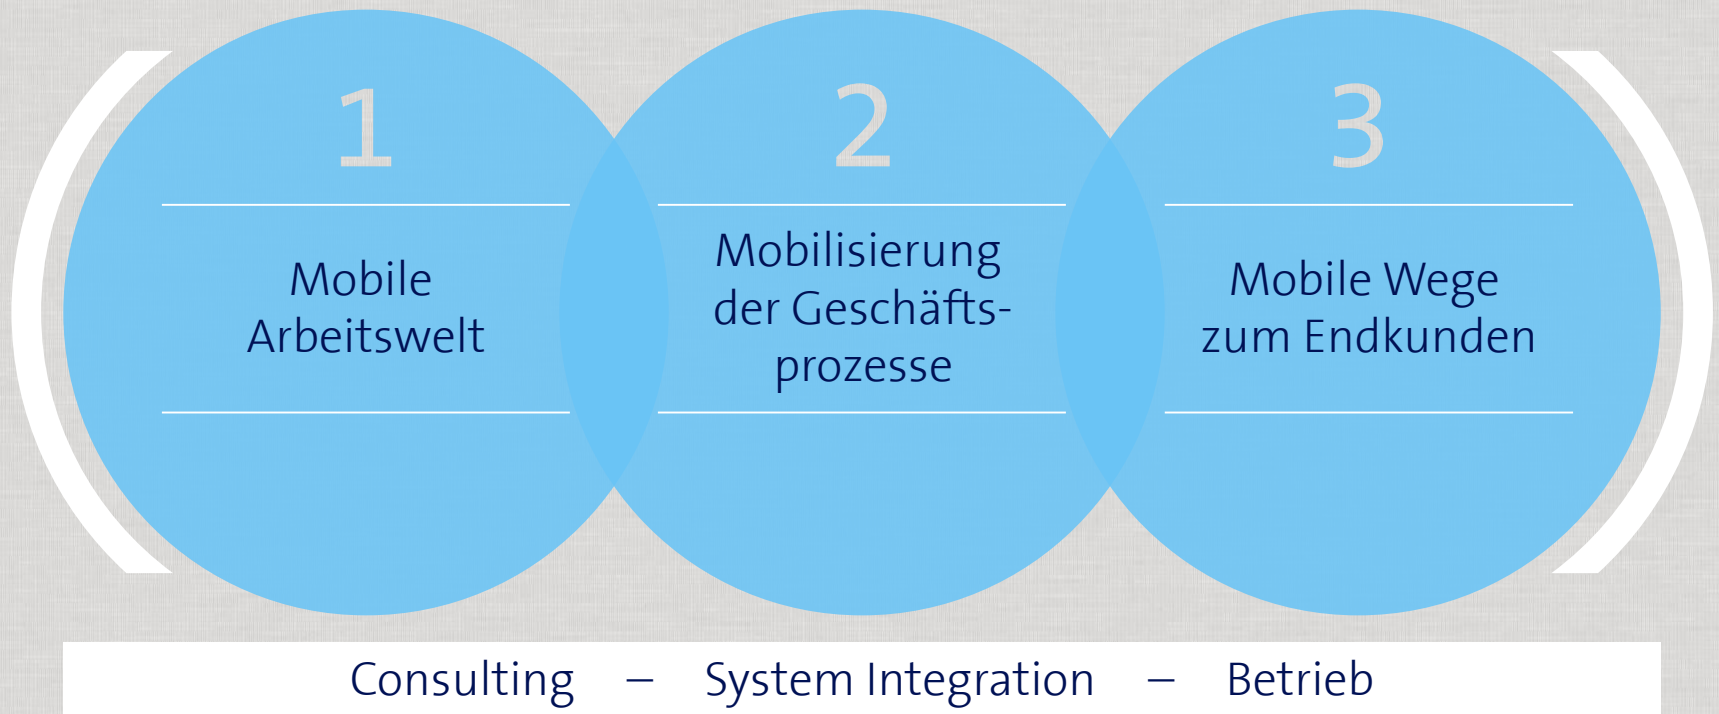 1
Mobile
Arbeitswelt
2
Mobilisierung
der Geschäfts-
prozesse
3
Mobile Wege
zum Endkunden
Consulting – System Integration – Betrieb